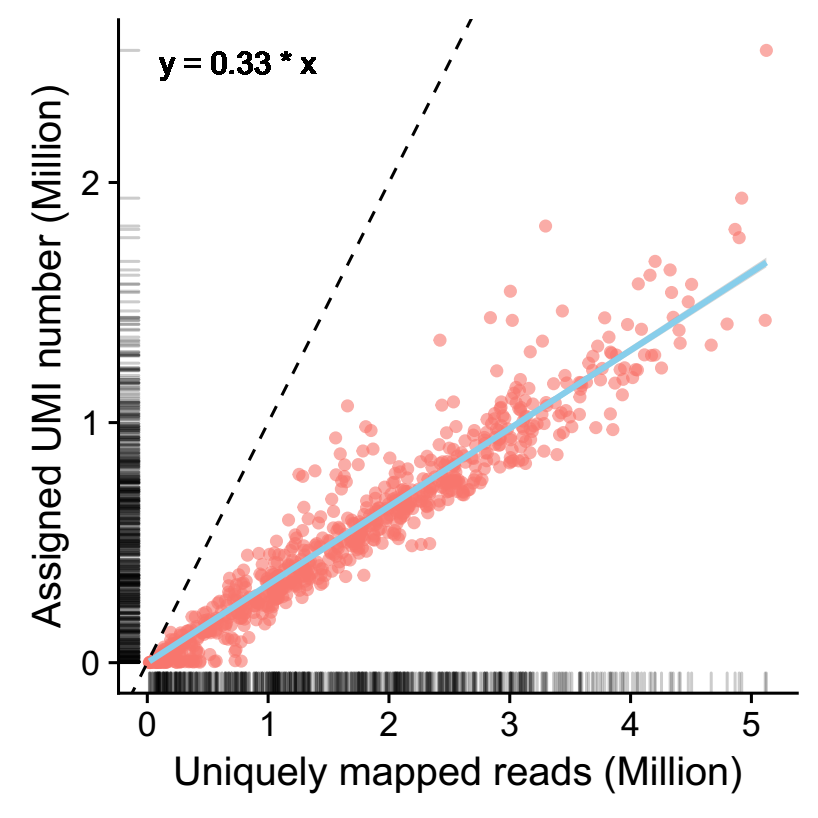 y = 0.33 * x
Assigned UMI number (Million)
2
1
0
0 1 2 3 4 5
Uniquely mapped reads (Million)